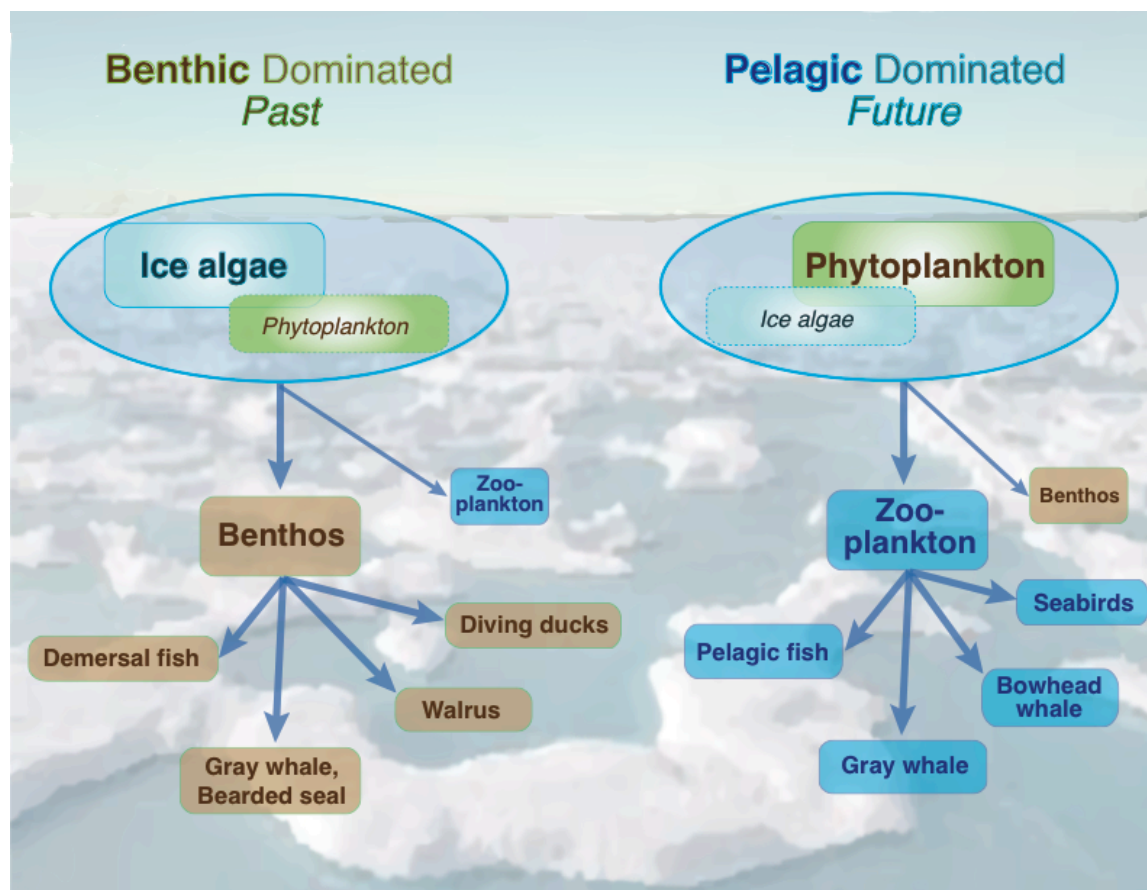 Benthic Dominated
Past
Ice algae
Phytoplankton
Zoo-
plankton
Benthos
Diving ducks
Demersal fish
Walrus
Gray whale,
Bearded seal
Pelagic Dominated
Future
Phytoplankton
Ice algae
Benthos
Zoo-
plankton
Seabirds
Pelagic fish
Bowhead
whale
Gray whale